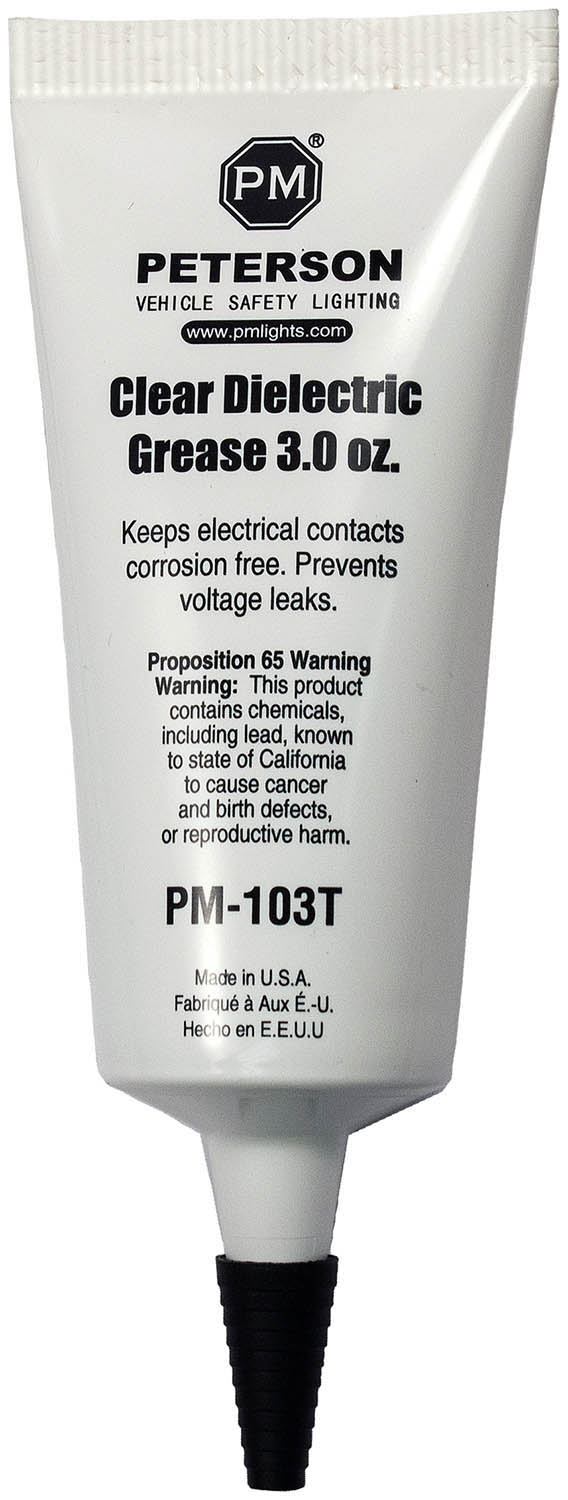 PM®
PETERSON
VEHICLE SAFETY LIGHTING
www.pmlights.com
Clear Dielectric
Grease 3.0 oz.
Keeps electrical contacts
corrosion free. Prevents
voltage leaks.
Proposition 65 Warning
Warning: This product
contains chemicals,
including lead, known
to state of California
to cause cancer
and birth defects,
or reproductive harm.
PM-103T
Made in U.S.A.
Fabriqué à Aux É.-U.
Hecho en E.E.U.U